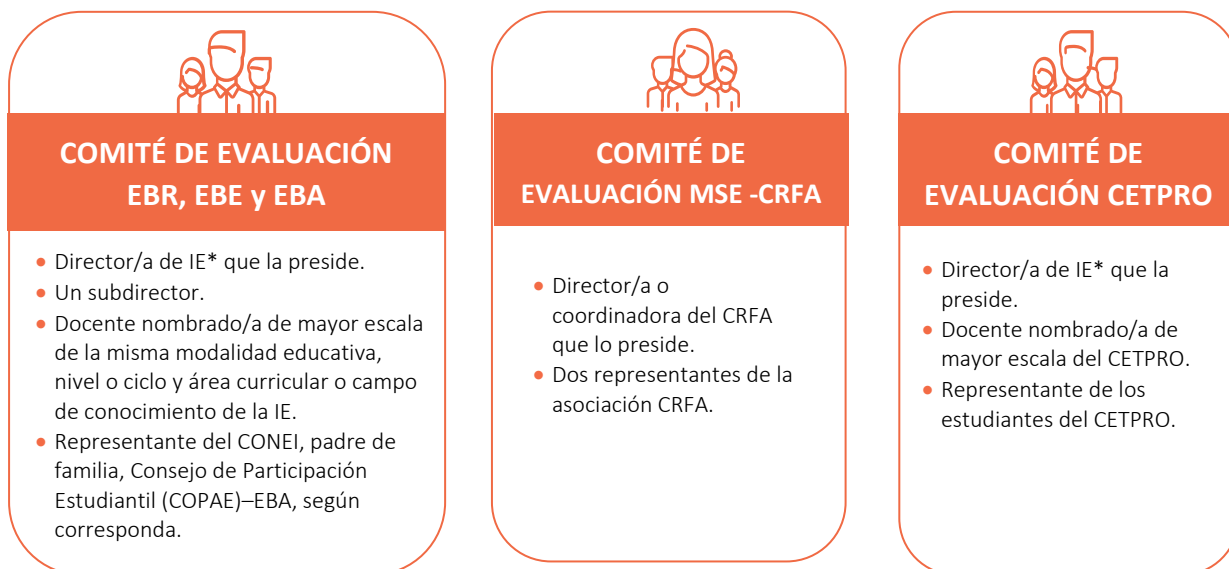 COMITÉ DE EVALUACIÓN
EBR, EBE y EBA
• Director/a de IE* que la preside.
• Un subdirector.
• Docente nombrado/a de mayor escala
de la misma modalidad educativa,
nivel o ciclo y área curricular o campo
de conocimiento de la IE.
• Representante del CONEI, padre de
familia, Consejo de Participación
Estudiantil (COPAE)–EBA, según
corresponda.
COMITÉ DE
EVALUACIÓN MSE -CRFA
• Director/a o
coordinadora del CRFA
que lo preside.
• Dos representantes de la
asociación CRFA.
COMITÉ DE
EVALUACIÓN CETPRO
• Director/a de IE* que la
preside.
• Docente nombrado/a de
mayor escala del CETPRO.
• Representante de los
estudiantes del CETPRO.